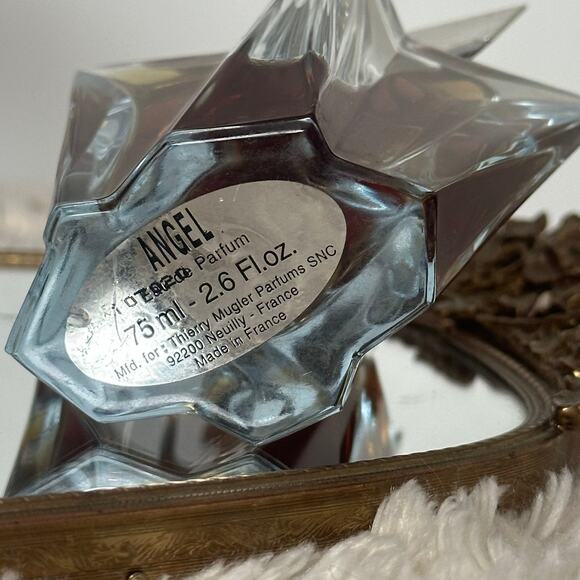 ANGEL
de Parfum
75 ml - 2.6 Fl.oz.
Mfd. for : Thierry Mugler Parfums SNC
92200 Neuilly - France
Made in France